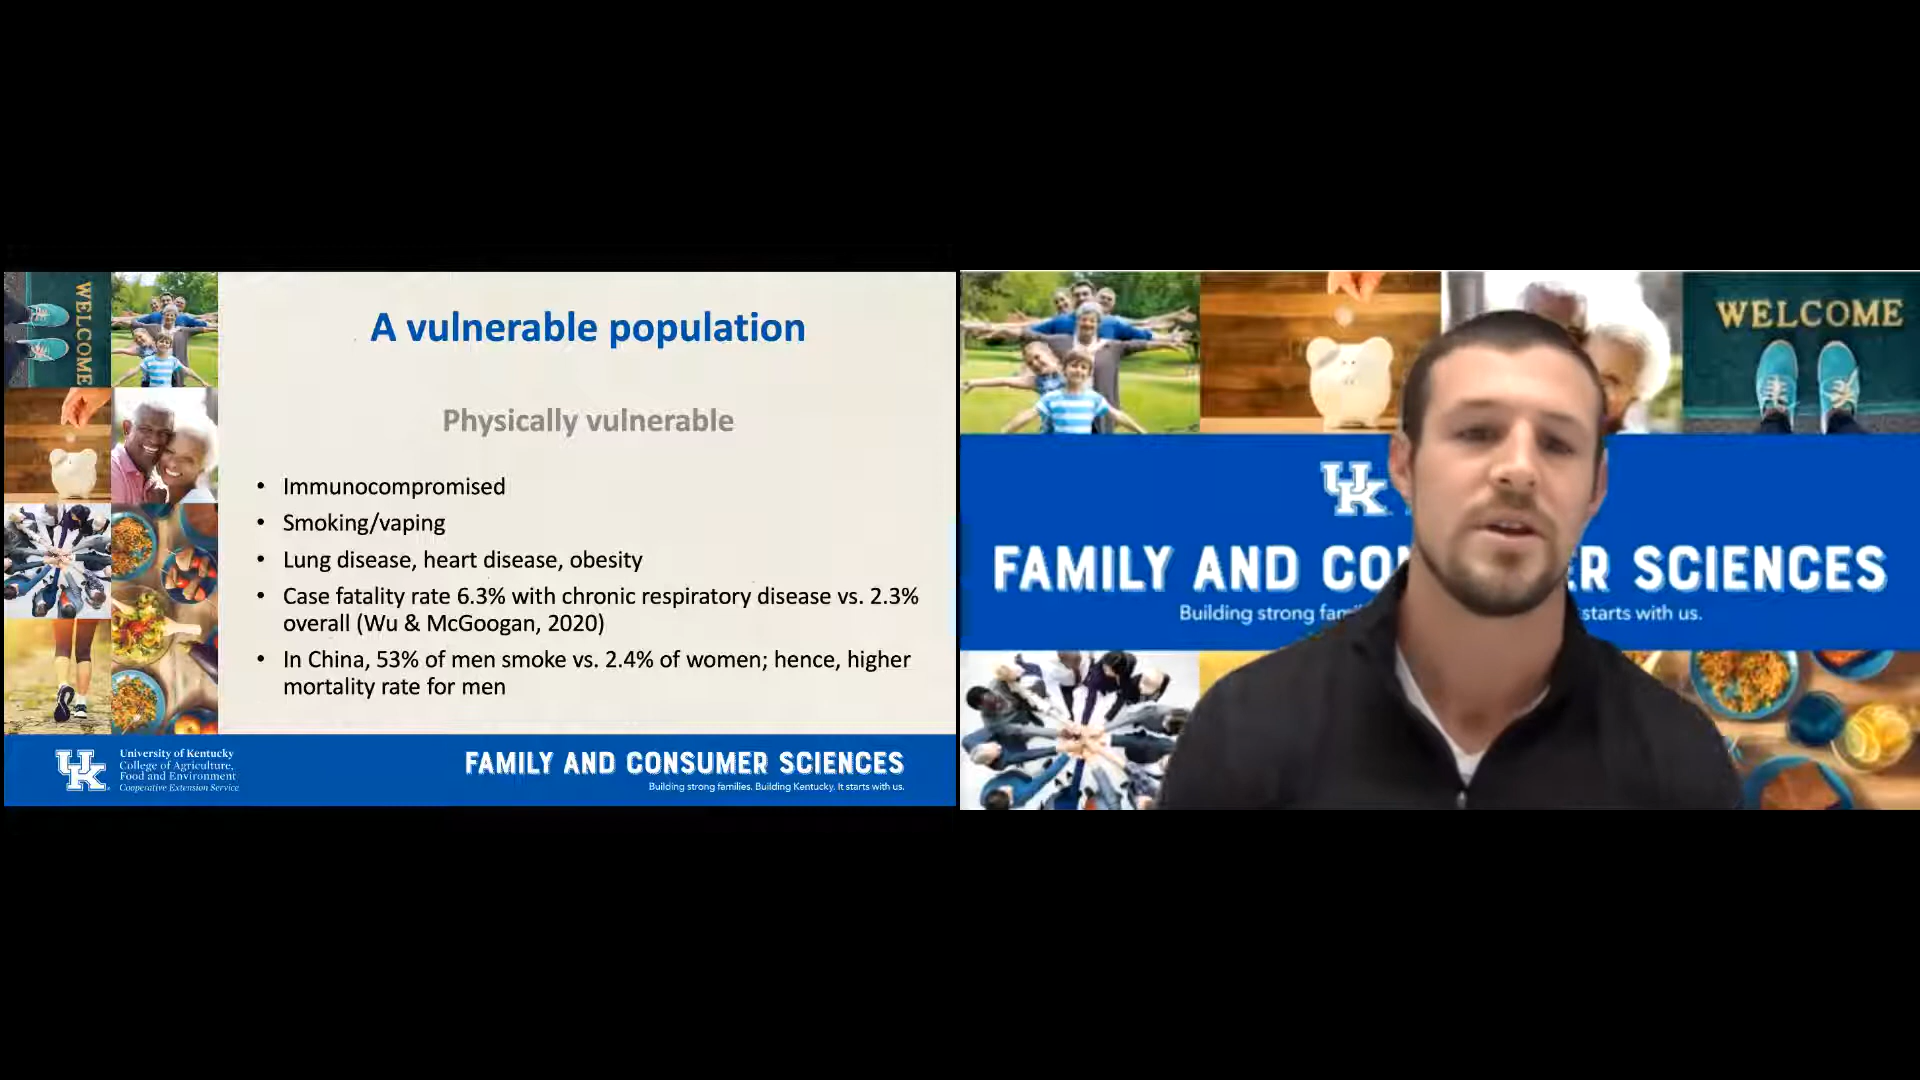 WELCOME
A vulnerable population
Physically vulnerable
• Immunocompromised
• Smoking/vaping
• Lung disease, heart disease, obesity
• Case fatality rate 6.3% with chronic respiratory disease vs. 2.3%
overall (Wu & McGoogan, 2020)
• In China, 53% of men smoke vs. 2.4% of women; hence, higher
mortality rate for men
UK
University of Kentucky
College of Agriculture,
Food and Environment
Cooperative Extension Service
FAMILY AND CONSUMER SCIENCES
Building strong families. Building Kentucky. It starts with us.
WELCOME
UK
FAMILY AND CO ER SCIENCES
Building strong starts with us.